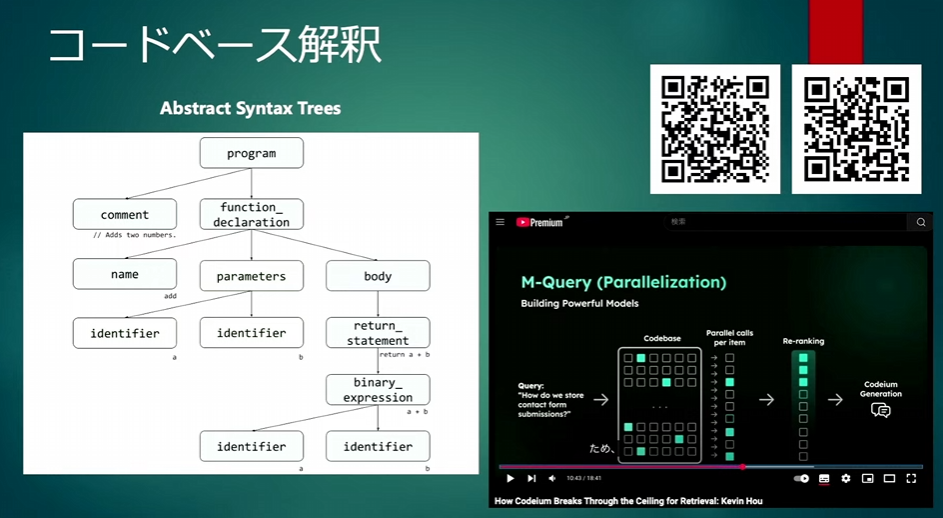 コードベース解釈
Abstract Syntax Trees
program
comment
// Adds two numbers.
function_
declaration
name
add
parameters
body
identifier
a
identifier
b
return_
statement
return a + b
binary_
expression
a + b
identifier
a
identifier
b
Premium
JP
検索
M-Query (Parallelization)
Building Powerful Models
Query:
"How do we store
contact form
submissions?"
Codebase
...
Parallel calls
per item
Re-ranking
Codeium
Generation
ため、
10:43 / 18:41
How Codeium Breaks Through the Ceiling for Retrieval: Kevin Hou